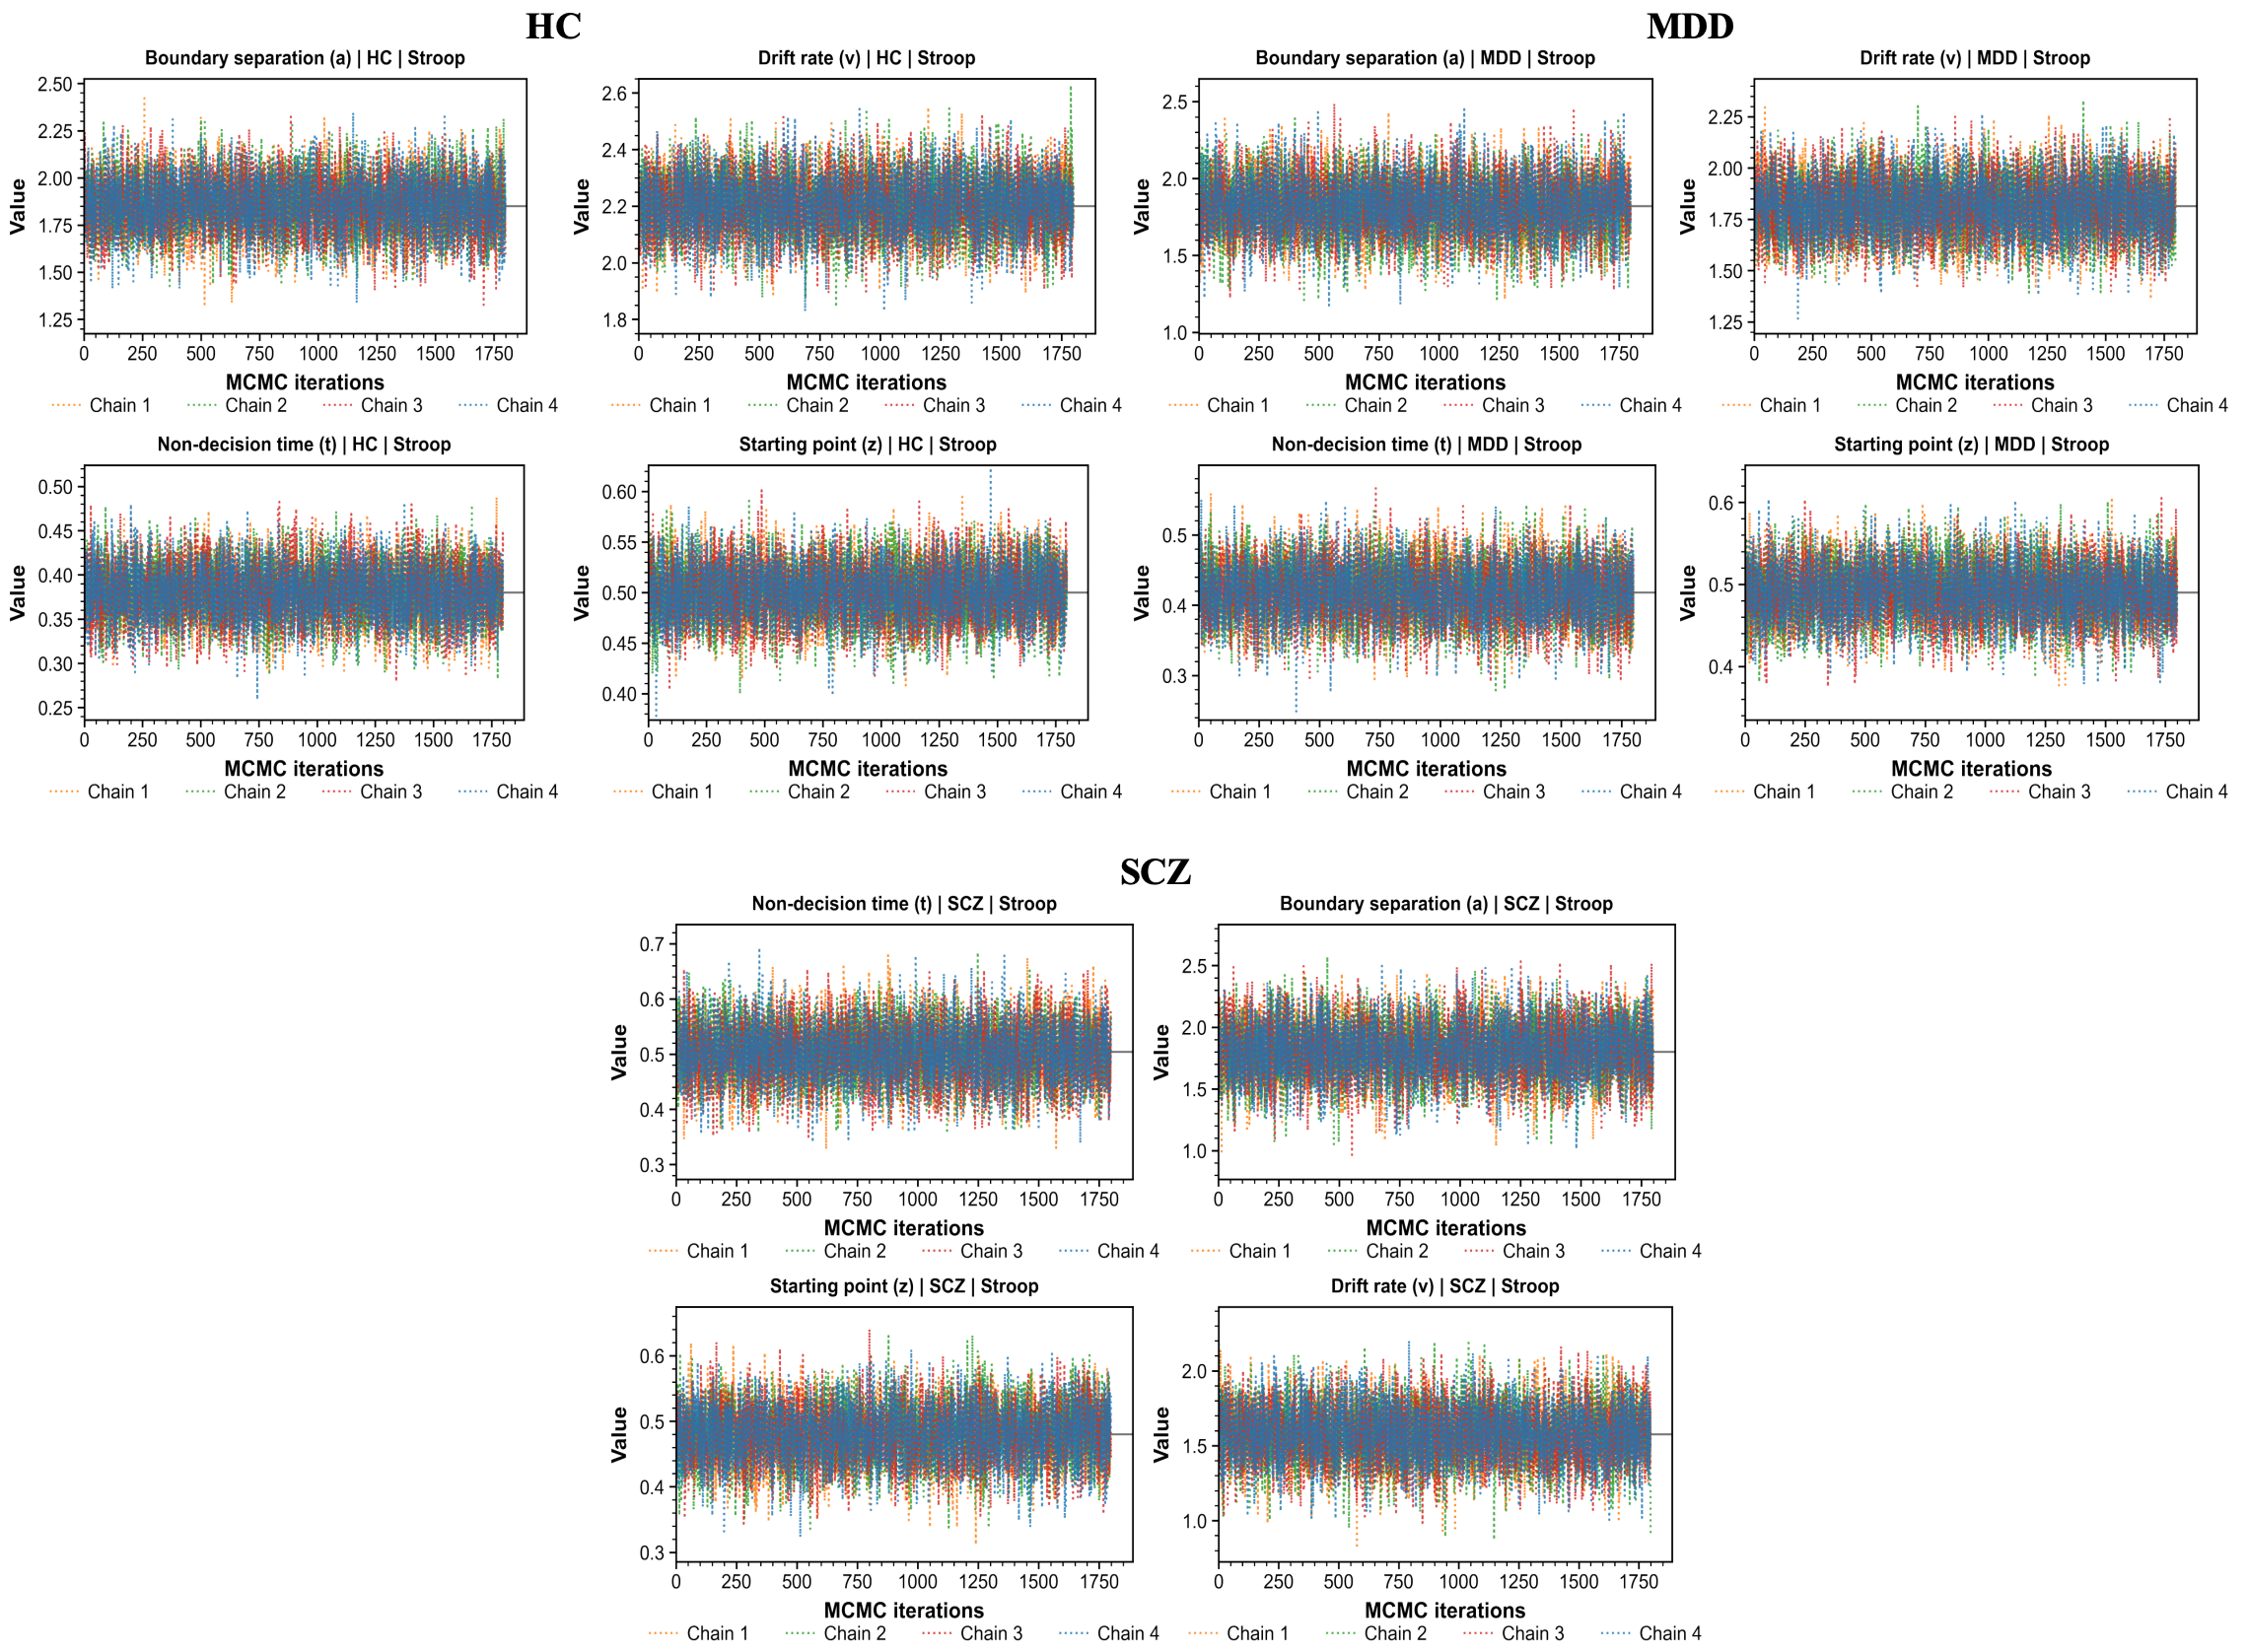 HC
MDD
Boundary separation (a) | HC | Stroop
Drift rate (v) | HC | Stroop
Boundary separation (a) | MDD | Stroop
Drift rate (v) | MDD | Stroop
Value
2.50
2.25
2.00
1.75
1.50
1.25
0 250 500 750 1000 1250 1500 1750
MCMC iterations
Chain 1 Chain 2 Chain 3 Chain 4
Value
2.6
2.4
2.2
2.0
1.8
0 250 500 750 1000 1250 1500 1750
MCMC iterations
Chain 1 Chain 2 Chain 3 Chain 4
Value
2.5
2.0
1.5
1.0
0 250 500 750 1000 1250 1500 1750
MCMC iterations
Chain 1 Chain 2 Chain 3 Chain 4
Value
2.25
2.00
1.75
1.50
1.25
0 250 500 750 1000 1250 1500 1750
MCMC iterations
Chain 1 Chain 2 Chain 3 Chain 4
Non-decision time (t) | HC | Stroop
Starting point (z) | HC | Stroop
Non-decision time (t) | MDD | Stroop
Starting point (z) | MDD | Stroop
Value
0.50
0.45
0.40
0.35
0.30
0.25
0 250 500 750 1000 1250 1500 1750
MCMC iterations
Chain 1 Chain 2 Chain 3 Chain 4
Value
0.60
0.55
0.50
0.45
0.40
0 250 500 750 1000 1250 1500 1750
MCMC iterations
Chain 1 Chain 2 Chain 3 Chain 4
Value
0.5
0.4
0.3
0 250 500 750 1000 1250 1500 1750
MCMC iterations
Chain 1 Chain 2 Chain 3 Chain 4
Value
0.6
0.5
0.4
0 250 500 750 1000 1250 1500 1750
MCMC iterations
Chain 1 Chain 2 Chain 3 Chain 4
SCZ
Non-decision time (t) | SCZ | Stroop
Boundary separation (a) | SCZ | Stroop
Value
0.7
0.6
0.5
0.4
0.3
0 250 500 750 1000 1250 1500 1750
MCMC iterations
Chain 1 Chain 2 Chain 3 Chain 4
Value
2.5
2.0
1.5
1.0
0 250 500 750 1000 1250 1500 1750
MCMC iterations
Chain 1 Chain 2 Chain 3 Chain 4
Starting point (z) | SCZ | Stroop
Drift rate (v) | SCZ | Stroop
Value
0.6
0.5
0.4
0.3
0 250 500 750 1000 1250 1500 1750
MCMC iterations
Chain 1 Chain 2 Chain 3 Chain 4
Value
2.0
1.5
1.0
0 250 500 750 1000 1250 1500 1750
MCMC iterations
Chain 1 Chain 2 Chain 3 Chain 4